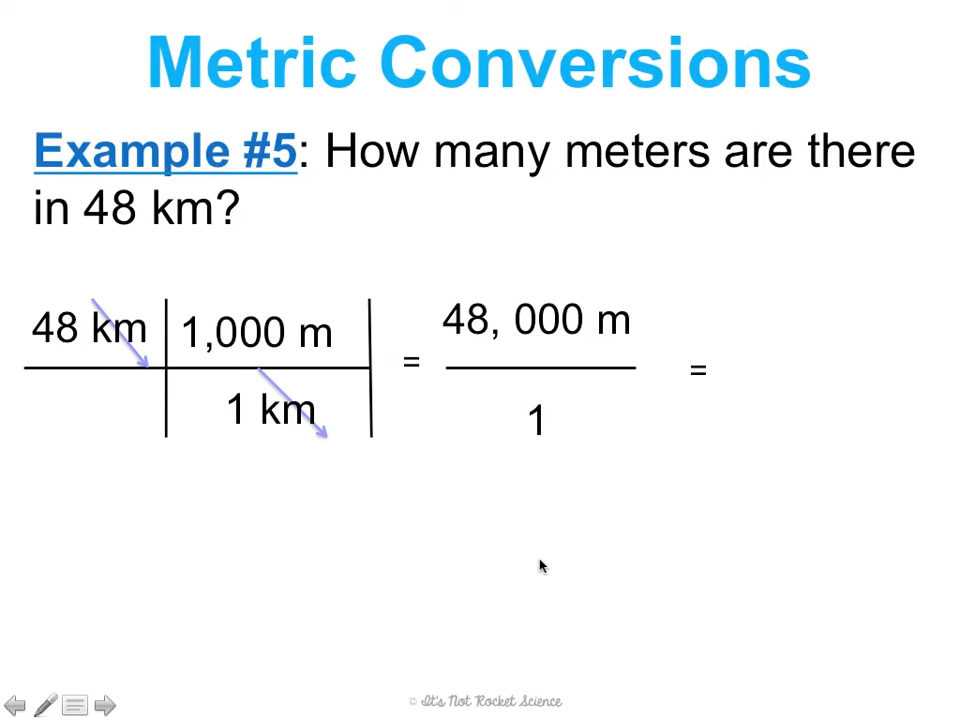 Metric Conversions
Example #5: How many meters are there
in 48 km?
48 km 1,000 m = 48, 000 m =
1 km 1
© It's Not Rocket Science